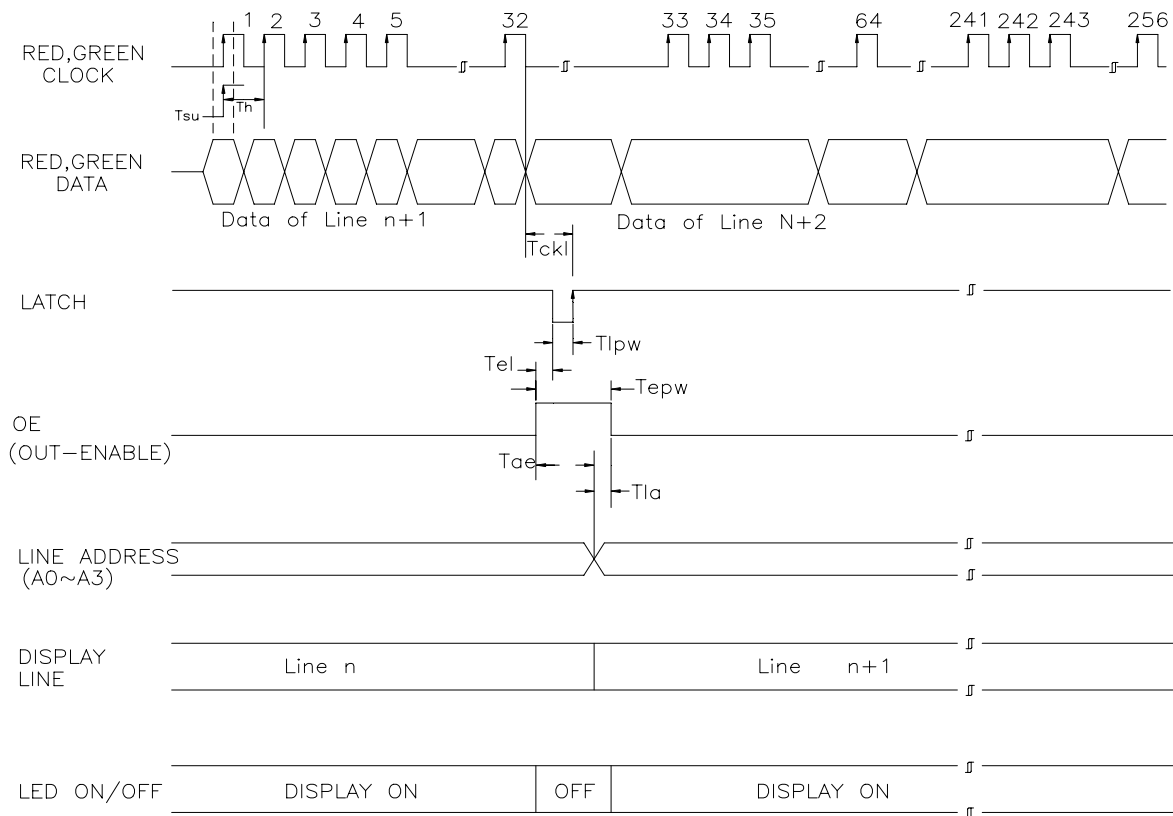 1 2 3 4 5 32 33 34 35 64 241 242 243 256
RED,GREEN
CLOCK
Tsu
Th
RED,GREEN
DATA
Data of Line n+1
Data of Line N+2
Tckl
LATCH
Tlpw
Tel
Tepw
OE
(OUT-ENABLE)
Tae
Tla
LINE ADDRESS
(A0~A3)
DISPLAY
LINE
Line n
Line n+1
LED ON/OFF
DISPLAY ON
OFF
DISPLAY ON